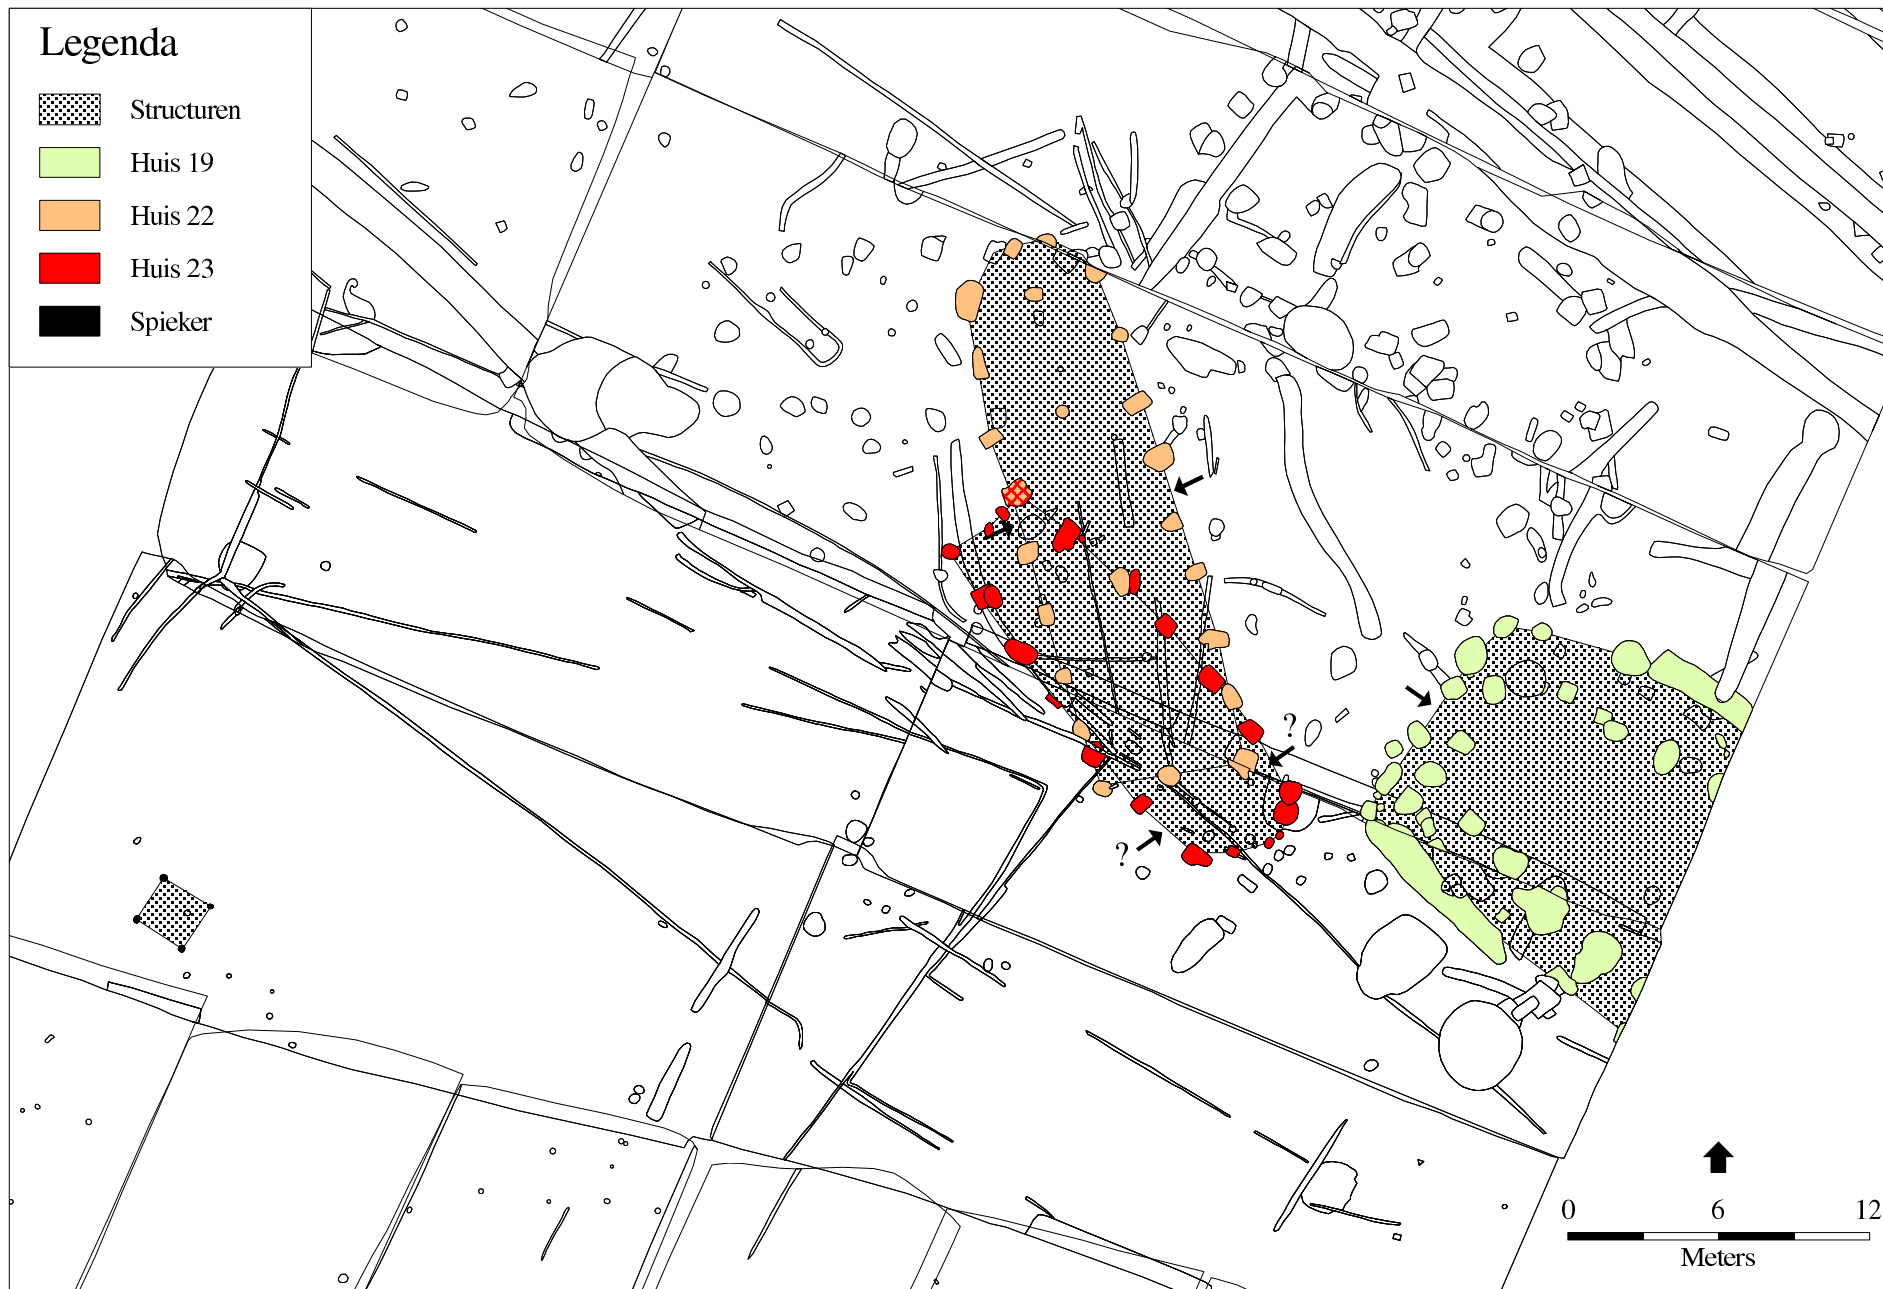 Legenda
Structuren
Huis 19
Huis 22
Huis 23
Spieker
?
?
0 6 12
Meters